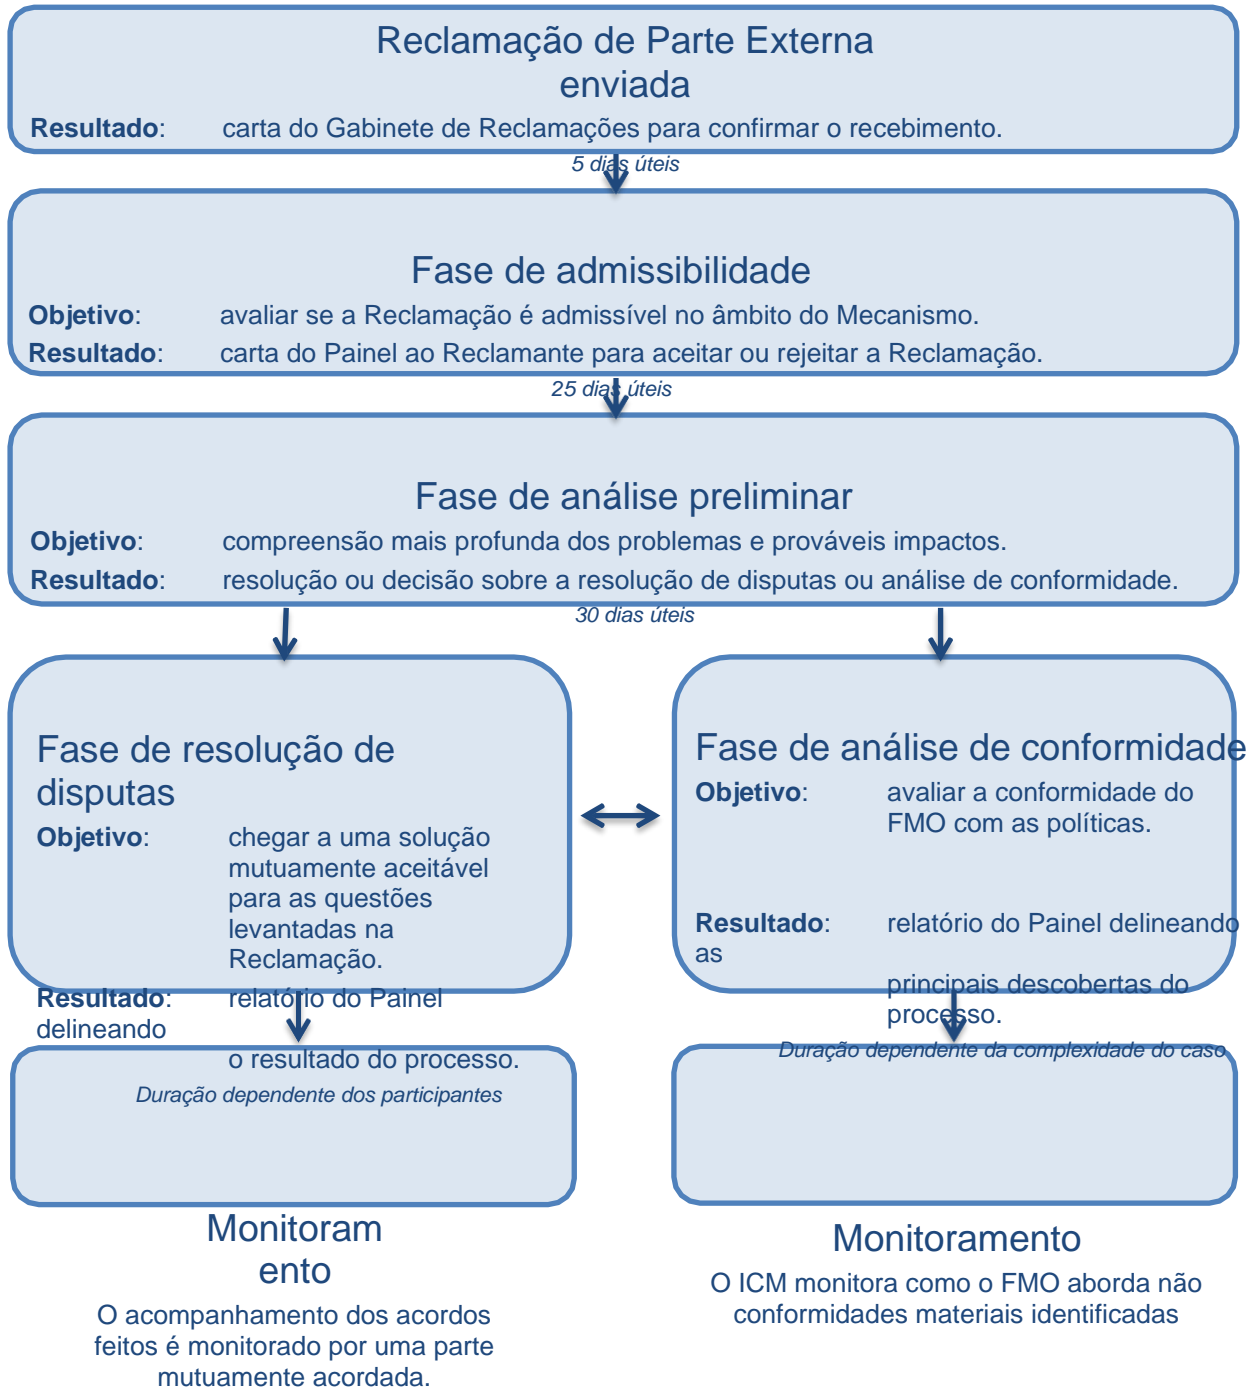 Reclamação de Parte Externa
enviada
Resultado: carta do Gabinete de Reclamações para confirmar o recebimento.
5 dias úteis
Fase de admissibilidade
Objetivo: avaliar se a Reclamação é admissível no âmbito do Mecanismo.
Resultado: carta do Painel ao Reclamante para aceitar ou rejeitar a Reclamação.
25 dias úteis
Fase de análise preliminar
Objetivo: compreensão mais profunda dos problemas e prováveis impactos.
Resultado: resolução ou decisão sobre a resolução de disputas ou análise de conformidade.
30 dias úteis
Fase de resolução de
disputas
Objetivo: chegar a uma solução
mutuamente aceitável
para as questões
levantadas na
Reclamação.
Resultado: relatório do Painel
delineando
o resultado do processo.
Duração dependente dos participantes
Fase de análise de conformidade
Objetivo: avaliar a conformidade do
FMO com as políticas.
Resultado: relatório do Painel delineando
as
principais descobertas do
processo.
Duração dependente da complexidade do caso
Monitoram
ento
O acompanhamento dos acordos
feitos é monitorado por uma parte
mutuamente acordada.
Monitoramento
O ICM monitora como o FMO aborda não
conformidades materiais identificadas